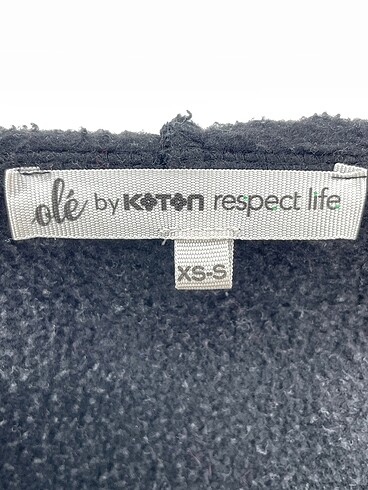 olé by KOTON respect life
XS-S